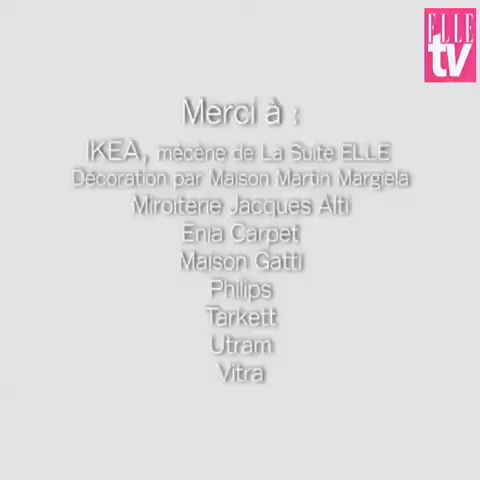 ELLE
tv
Merci à :
IKEA, mécène de La Suite ELLE
Décoration par Maison Martin Margiela
Miroiterie Jacques Alti
Enia Carpet
Maison Gatti
Philips
Tarkett
Utram
Vitra